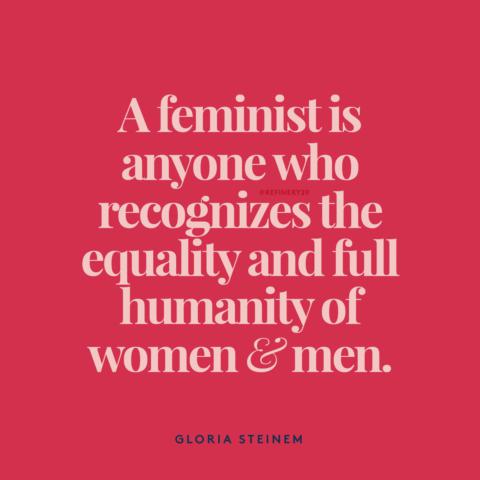 A feminist is
anyone who
@REFINERY29
recognizes the
equality and full
humanity of
women & men.
GLORIA STEINEM